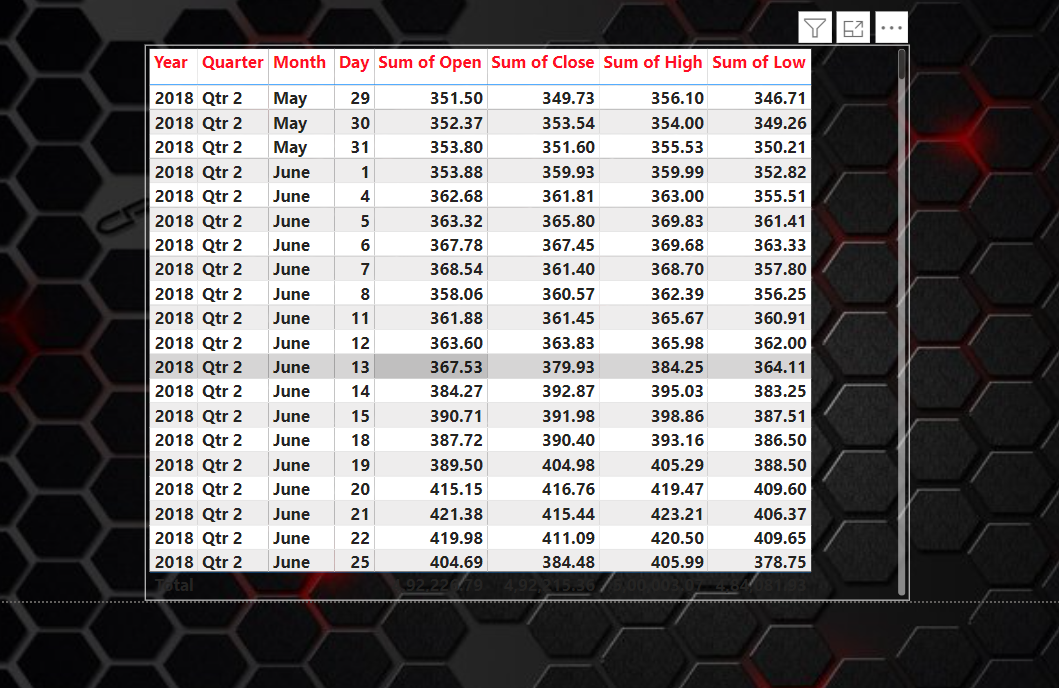 Year Quarter Month Day Sum of Open Sum of Close Sum of High Sum of Low
2018 Qtr 2 May 29 351.50 349.73 356.10 346.71
2018 Qtr 2 May 30 352.37 353.54 354.00 349.26
2018 Qtr 2 May 31 353.80 351.60 355.53 350.21
2018 Qtr 2 June 1 353.88 359.93 359.99 352.82
2018 Qtr 2 June 4 362.68 361.81 363.00 355.51
2018 Qtr 2 June 5 363.32 365.80 369.83 361.41
2018 Qtr 2 June 6 367.78 367.45 369.68 363.33
2018 Qtr 2 June 7 368.54 361.40 368.70 357.80
2018 Qtr 2 June 8 358.06 360.57 362.39 356.25
2018 Qtr 2 June 11 361.88 361.45 365.67 360.91
2018 Qtr 2 June 12 363.60 363.83 365.98 362.00
2018 Qtr 2 June 13 367.53 379.93 384.25 364.11
2018 Qtr 2 June 14 384.27 392.87 395.03 383.25
2018 Qtr 2 June 15 390.71 391.98 398.86 387.51
2018 Qtr 2 June 18 387.72 390.40 393.16 386.50
2018 Qtr 2 June 19 389.50 404.98 405.29 388.50
2018 Qtr 2 June 20 415.15 416.76 419.47 409.60
2018 Qtr 2 June 21 421.38 415.44 423.21 406.37
2018 Qtr 2 June 22 419.98 411.09 420.50 409.65
2018 Qtr 2 June 25 404.69 384.48 405.99 378.75
Total